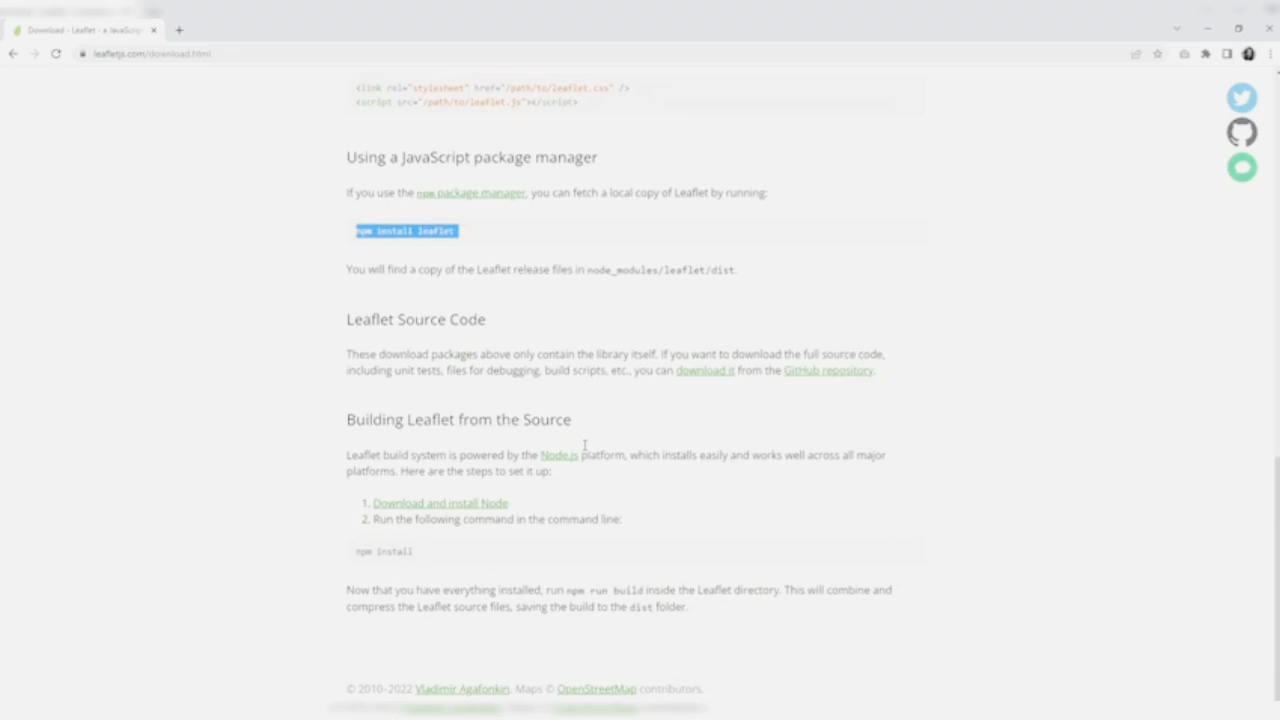 Download - Leaflet - a JavaScrip
leafletjs.com/download.html
<link rel="stylesheet" href="/path/to/leaflet.css" />
<script src="/path/to/leaflet.js"></script>
Using a JavaScript package manager
If you use the npm package manager, you can fetch a local copy of Leaflet by running:
npm install leaflet
You will find a copy of the Leaflet release files in node_modules/leaflet/dist.
Leaflet Source Code
These download packages above only contain the library itself. If you want to download the full source code,
including unit tests, files for debugging, build scripts, etc., you can download it from the GitHub repository.
Building Leaflet from the Source
Leaflet build system is powered by the Node.js platform, which installs easily and works well across all major
platforms. Here are the steps to set it up:
1. Download and install Node
2. Run the following command in the command line:
npm install
Now that you have everything installed, run npm run build inside the Leaflet directory. This will combine and
compress the Leaflet source files, saving the build to the dist folder.
© 2010–2022 Vladimir Agafonkin. Maps © OpenStreetMap contributors.